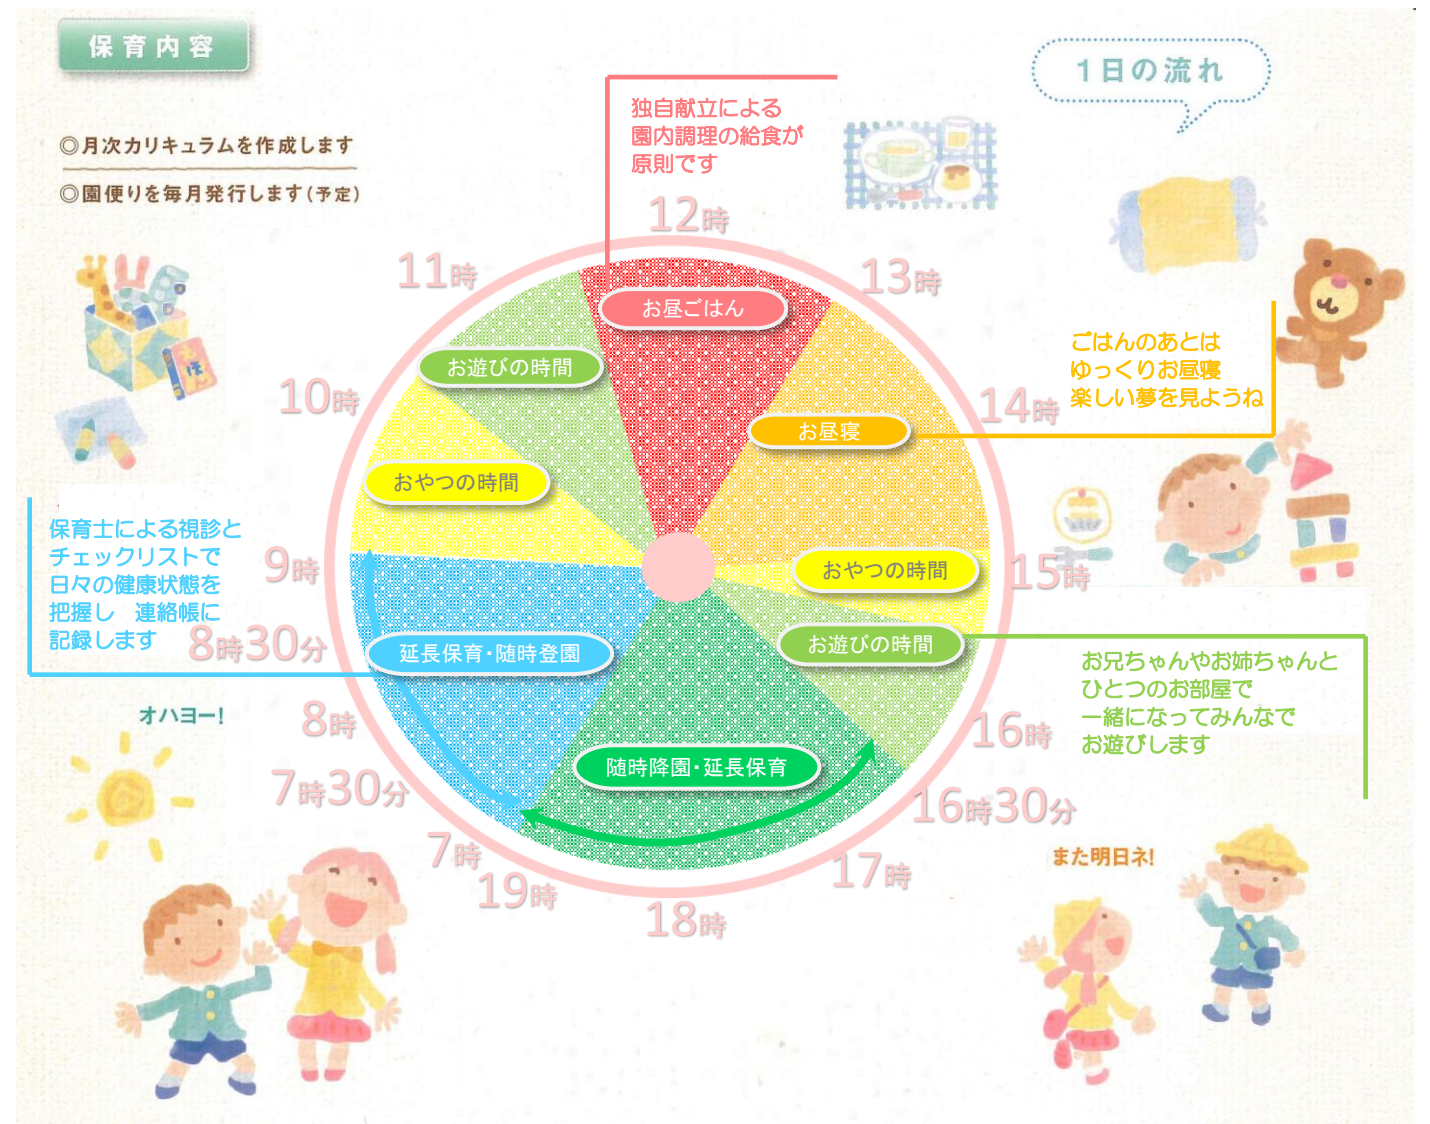 保育内容
1日の流れ
◎月次カリキュラムを作成します
◎園便りを毎月発行します(予定)
独自献立による
園内調理の給食が
原則です
12時
11時
13時
お昼ごはん
お遊びの時間
10時
ごはんのあとは
ゆっくりお昼寝
楽しい夢を見ようね
14時
お昼寝
おやつの時間
ほん
保育士による視診と
チェックリストで
日々の健康状態を
把握し 連絡帳に
記録します
9時
おやつの時間
15時
8時30分
延長保育・随時登園
お遊びの時間
お兄ちゃんやお姉ちゃんと
ひとつのお部屋で
一緒になってみんなで
お遊びします
オハヨー!
8時
16時
随時降園・延長保育
7時30分
16時30分
7時
19時
18時
17時
また明日ネ!